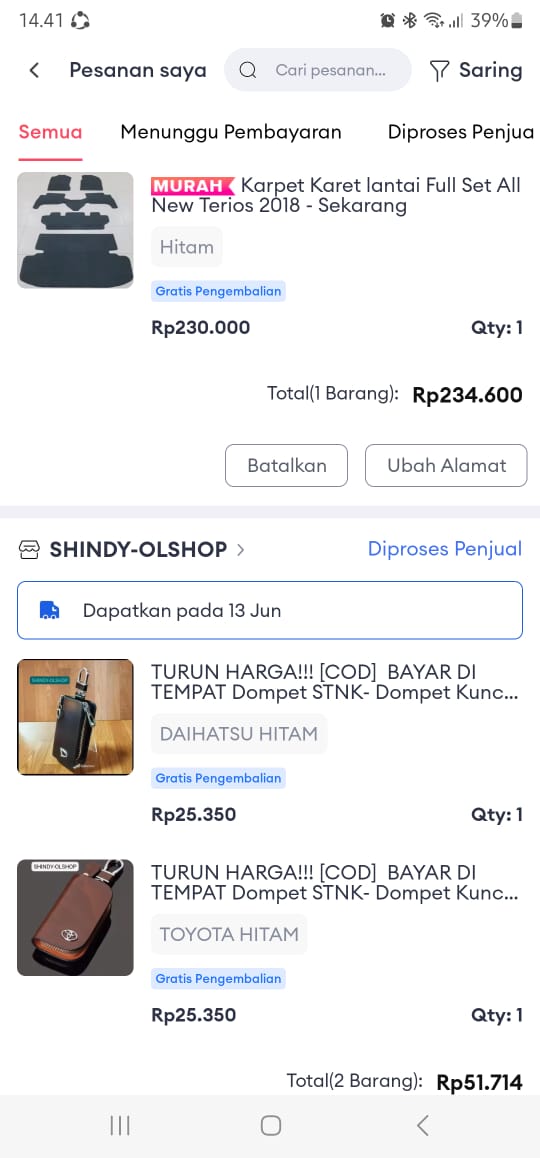 14.41
39%
Pesanan saya
Cari pesanan...
Saring
Semua
Menunggu Pembayaran
Diproses Penjua
MURAH Karpet Karet lantai Full Set All
New Terios 2018 - Sekarang
Hitam
Gratis Pengembalian
Rp230.000
Qty: 1
Total(1 Barang): Rp234.600
Batalkan
Ubah Alamat
SHINDY-OLSHOP
Diproses Penjual
Dapatkan pada 13 Jun
SHINDY-OLSHOP
TURUN HARGA!!! [COD] BAYAR DI
TEMPAT Dompet STNK- Dompet Kunc...
DAIHATSU HITAM
Gratis Pengembalian
Rp25.350
Qty: 1
SHINDY-OLSHOP
TURUN HARGA!!! [COD] BAYAR DI
TEMPAT Dompet STNK- Dompet Kunc...
TOYOTA HITAM
Gratis Pengembalian
Rp25.350
Qty: 1
Total(2 Barang): Rp51.714